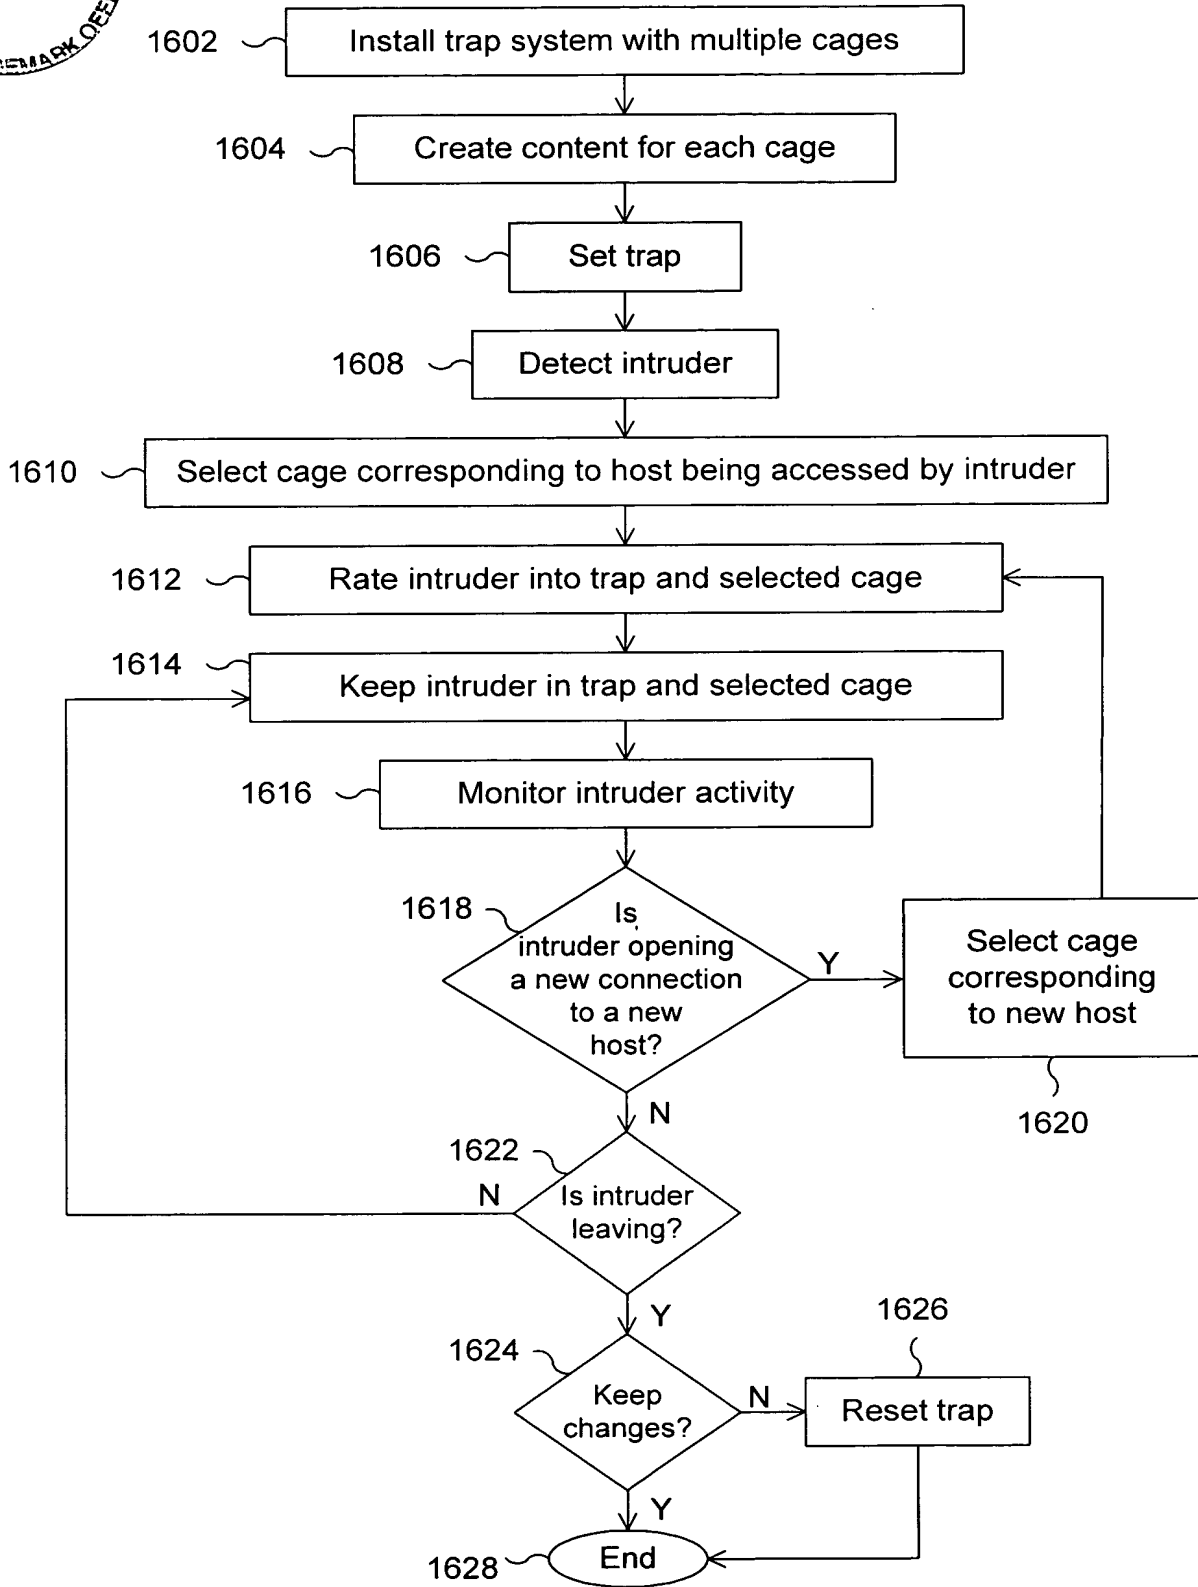 EMARK OFF
1602
Install trap system with multiple cages
1604
Create content for each cage
1606
Set trap
1608
Detect intruder
1610
Select cage corresponding to host being accessed by intruder
1612
Rate intruder into trap and selected cage
1614
Keep intruder in trap and selected cage
1616
Monitor intruder activity
1618
Is
intruder opening
a new connection
to a new
host?
Y
Select cage
corresponding
to new host
1620
N
1622
Is intruder
leaving?
N
Y
1624
Keep
changes?
N
1626
Reset trap
Y
1628
End